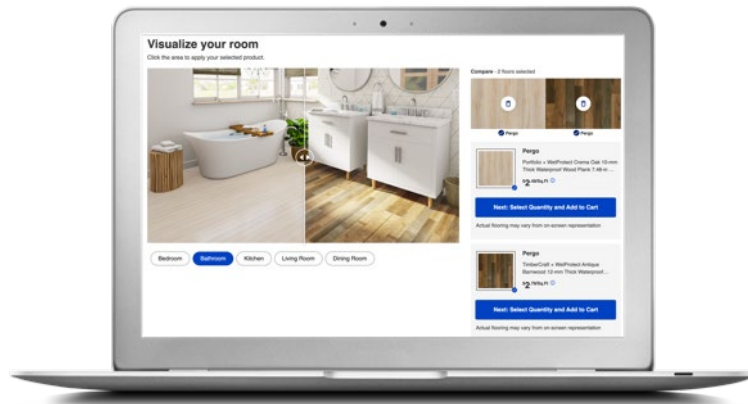 Visualize your room
Click the area to apply your selected product.
Compare - 2 floors selected
Pergo
Pergo
Pergo
Portfolio + WetProtect Crema Oak 10-mm
Thick Waterproof Wood Plank 7.48 in ...
Next: Select Quantity and Add to Cart
Actual flooring may vary from on-screen representation
Bedroom
Bathroom
Kitchen
Living Room
Dining Room
Pergo
TimberCraft + WetProtect Antique
Barnwood 12-mm Thick Waterproof...
Next: Select Quantity and Add to Cart
Actual flooring may vary from on-screen representation